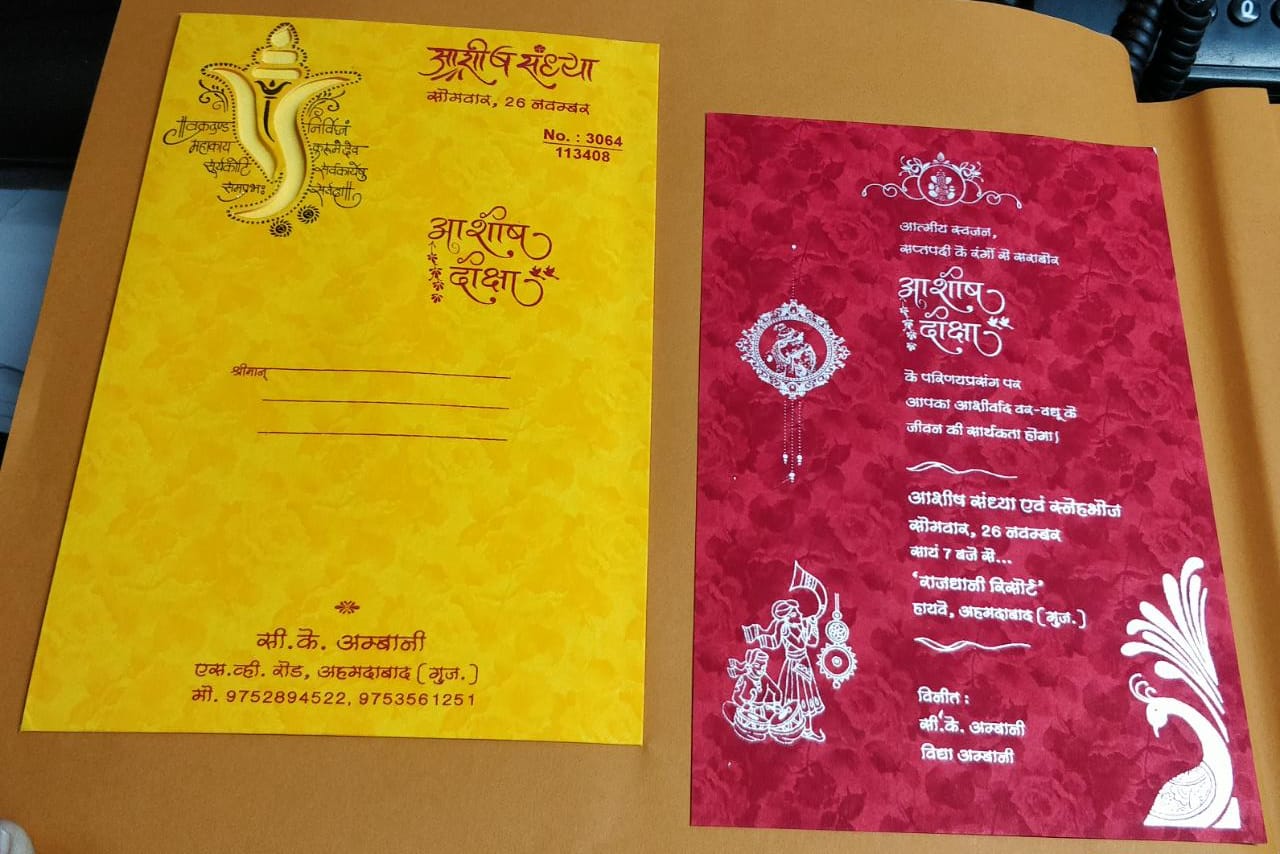 आशीष संध्या
सोमवार, 26 नवम्बर
No. : 3064
113408
।।वक्रतुण्ड
महाकाय
सूर्यकोटि
समप्रभः
निर्विघ्नं
कुरूमेदेव
सर्वकार्येषु
सर्वदा।।
आशीष
दीक्षा
श्रीमान्
सी.के. अम्बानी
एस.व्ही. रोड, अहमदाबाद (गुज.)
मो. 9752894522, 9753561251
आत्मीय स्वजन,
सप्तपदी के रंगों से सराबोर
आशीष
दीक्षा
के परिणयप्रसंग पर
आपका आशीर्वाद वर-वधू के
जीवन की सार्थकता होगा।
आशीष संध्या एवं स्नेहभोज
सोमवार, 26 नवम्बर
सायं 7 बजे से...
'राजधानी रिसोर्ट'
हायवे, अहमदाबाद (गुज.)
विनीत :
सी.के. अम्बानी
विद्या अम्बानी